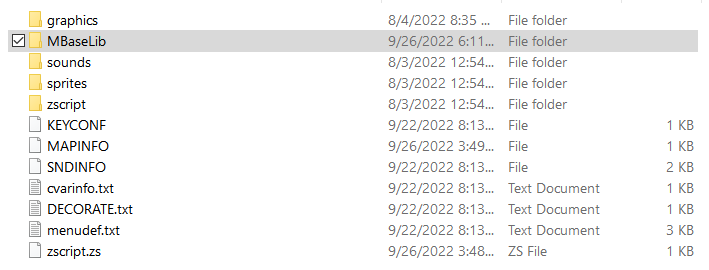 graphics 8/4/2022 8:35 ... File folder
MBaseLib 9/26/2022 6:11... File folder
sounds 8/3/2022 12:54... File folder
sprites 8/3/2022 12:54... File folder
zscript 8/3/2022 12:54... File folder
KEYCONF 9/22/2022 8:13... File 1 KB
MAPINFO 9/26/2022 3:49... File 1 KB
SNDINFO 9/22/2022 8:13... File 2 KB
cvarinfo.txt 9/22/2022 8:13... Text Document 1 KB
DECORATE.txt 9/22/2022 8:13... Text Document 1 KB
menudef.txt 9/22/2022 8:13... Text Document 3 KB
zscript.zs 9/26/2022 3:48... ZS File 1 KB